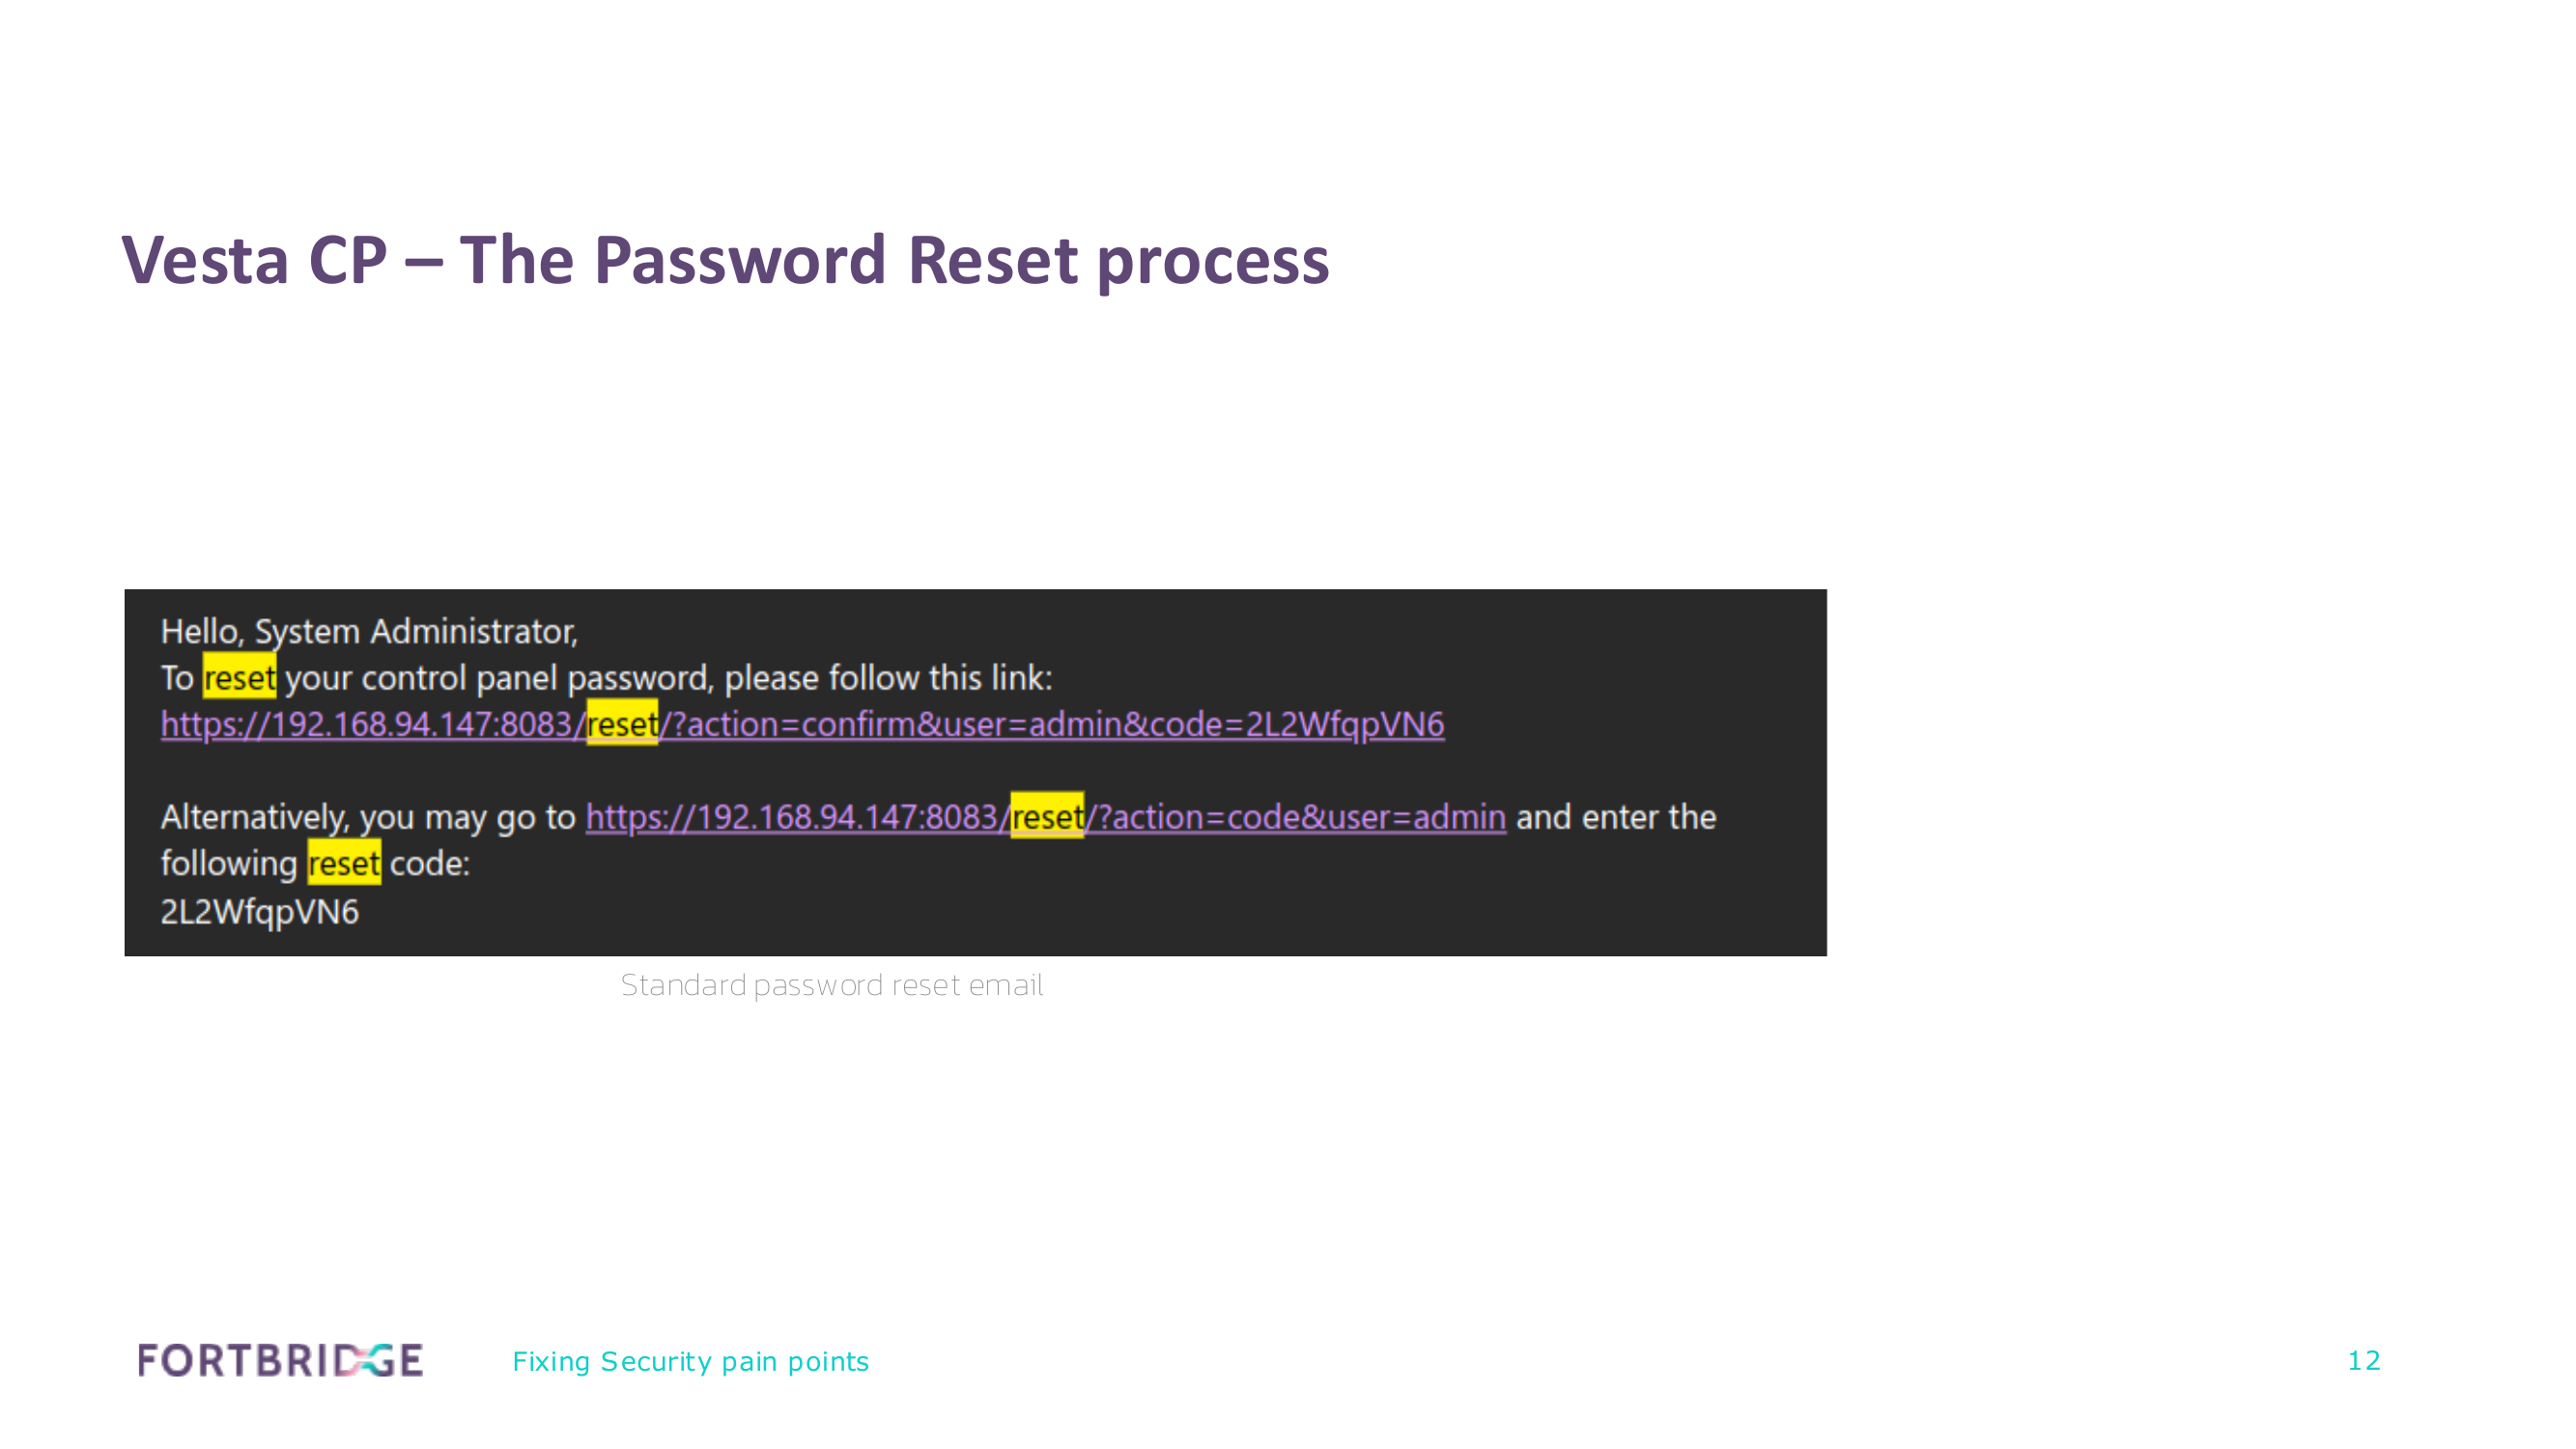 Vesta CP – The Password Reset process
Hello, System Administrator,
To reset your control panel password, please follow this link:
https://192.168.94.147:8083/reset/?action=confirm&user=admin&code=2L2WfqpVN6
Alternatively, you may go to https://192.168.94.147:8083/reset/?action=code&user=admin and enter the
following reset code:
2L2WfqpVN6
Standard password reset email
FORTBRIDGE
Fixing Security pain points
12